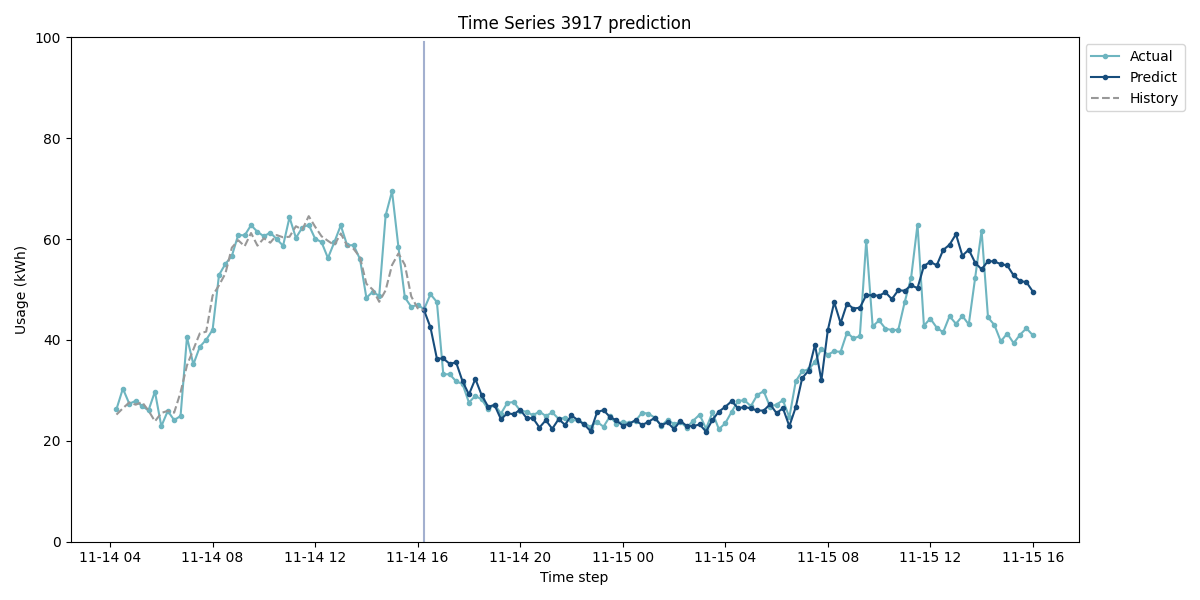 Time Series 3917 prediction
Actual
Predict
History
100
80
60
40
20
0
Usage (kWh)
11-14 04 11-14 08 11-14 12 11-14 16 11-14 20 11-15 00 11-15 04 11-15 08 11-15 12 11-15 16
Time step